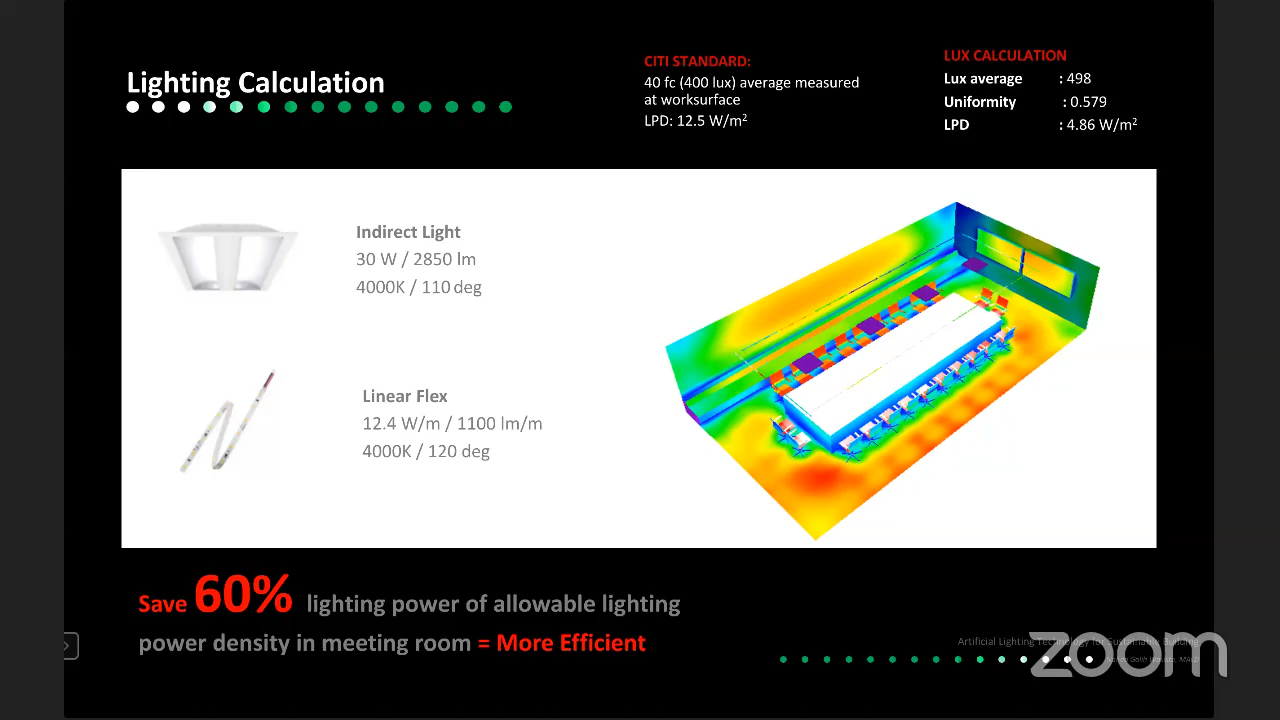 Lighting Calculation
CITI STANDARD:
40 fc (400 lux) average measured
at worksurface
LPD: 12.5 W/m²
LUX CALCULATION
Lux average : 498
Uniformity : 0.579
LPD : 4.86 W/m²
Indirect Light
30 W / 2850 lm
4000K / 110 deg
Linear Flex
12.4 W/m / 1100 lm/m
4000K / 120 deg
Save 60% lighting power of allowable lighting
power density in meeting room = More Efficient
Artificial Lighting Technology for Sustainable Building
zoom